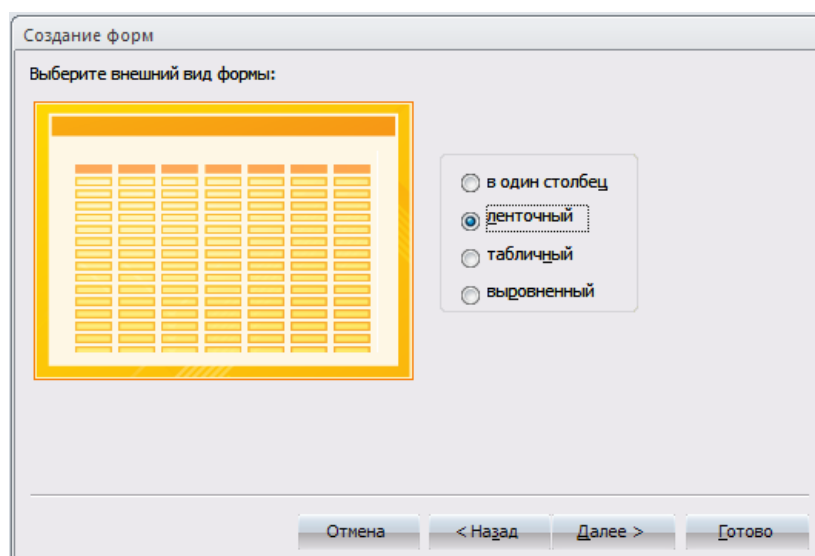 Создание форм
Выберите внешний вид формы:
в один столбец
ленточный
табличный
выровненный
Отмена
< Назад
Далее >
Готово